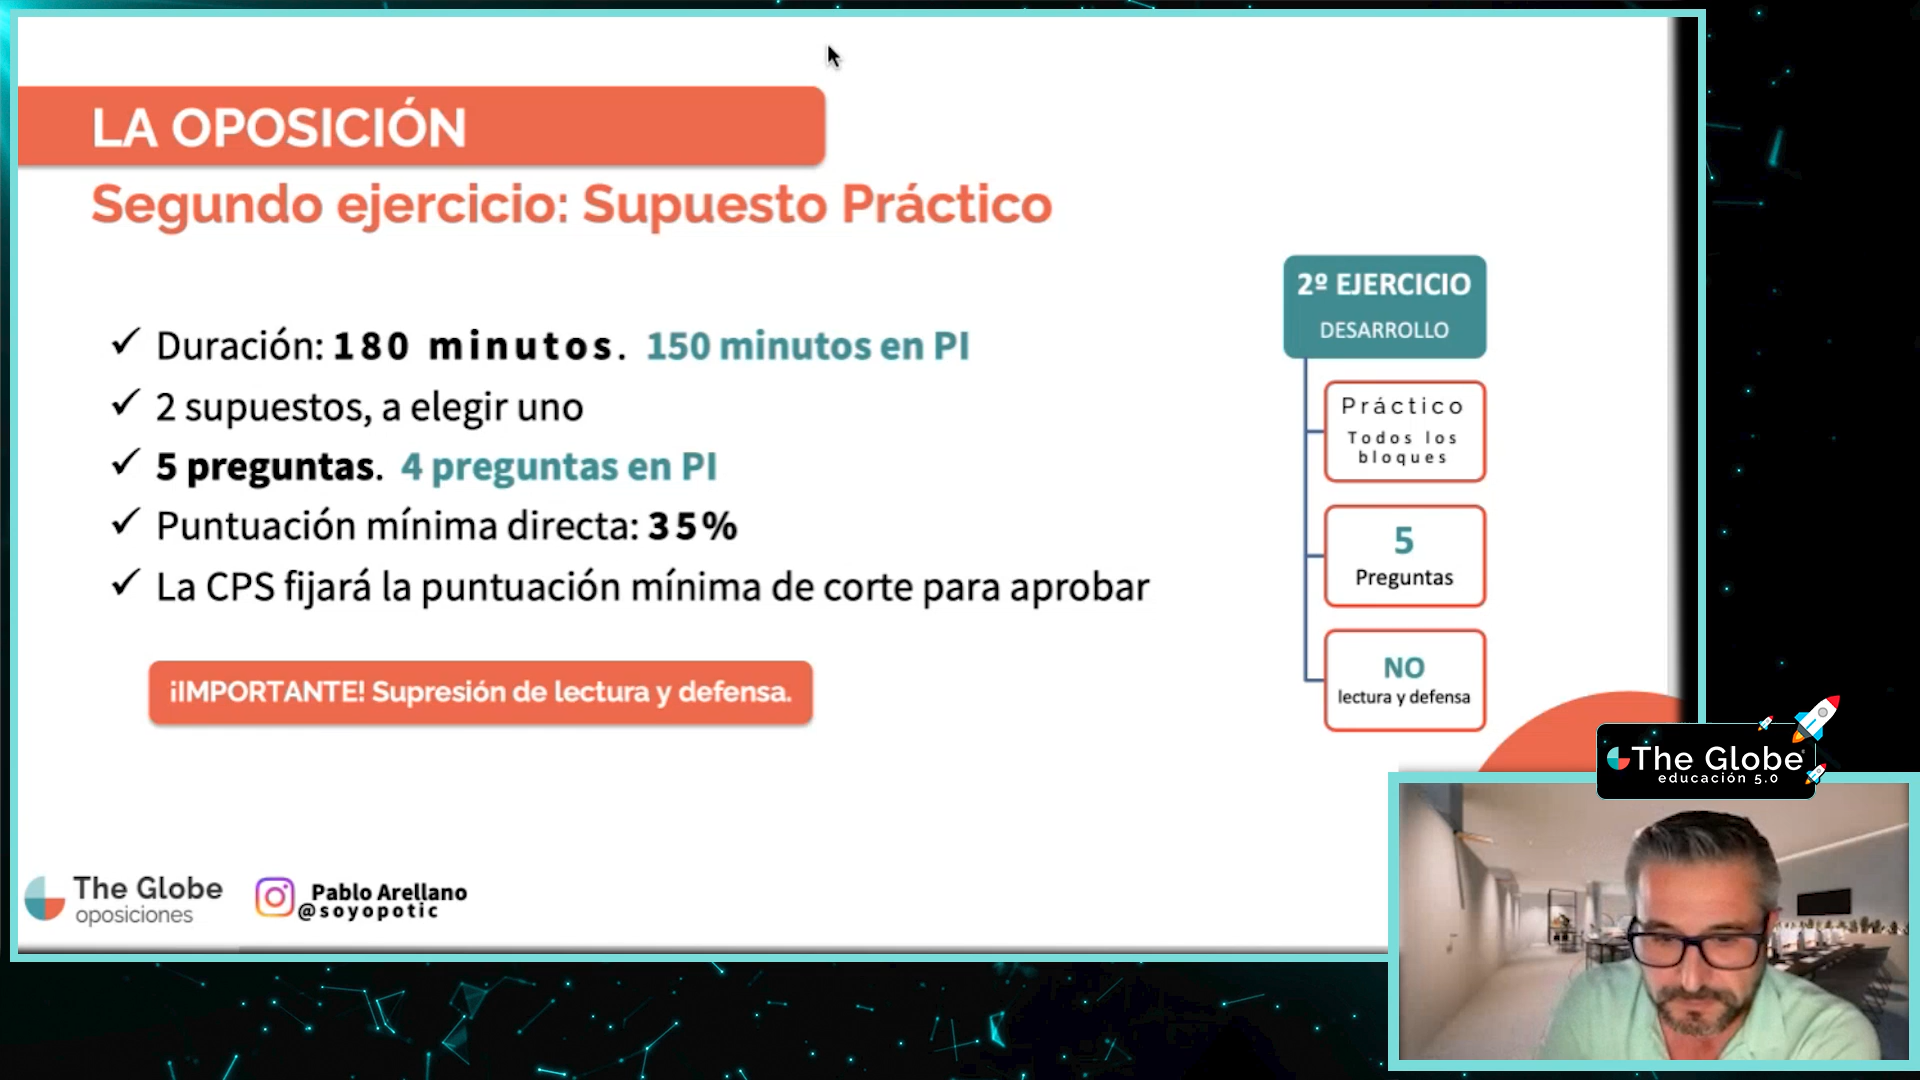 LA OPOSICIÓN
Segundo ejercicio: Supuesto Práctico
✓ Duración: 180 minutos. 150 minutos en PI
✓ 2 supuestos, a elegir uno
✓ 5 preguntas. 4 preguntas en PI
✓ Puntuación mínima directa: 35%
✓ La CPS fijará la puntuación mínima de corte para aprobar
¡IMPORTANTE! Supresión de lectura y defensa.
2º EJERCICIO
DESARROLLO
Práctico
Todos los
bloques
5
Preguntas
NO
lectura y defensa
The Globe
educación 5.0
The Globe
oposiciones
Pablo Arellano
@soyopotic